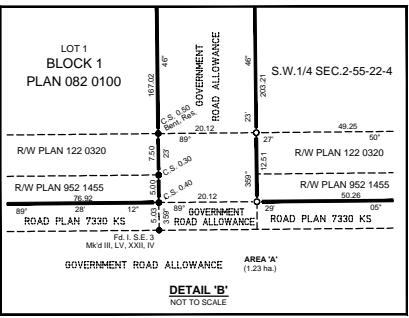 LOT 1
BLOCK 1
PLAN 082 0100
167.02
46"
GOVERNMENT
ROAD ALLOWANCE
46"
203.21
S.W.1/4 SEC.2-55-22-4
C.S. 0.50
Bent. Res.
23'
20.12
89°
27'
49.25
50"
R/W PLAN 122 0320
7.50
23'
C.S. 0.30
12.51
R/W PLAN 122 0320
R/W PLAN 952 1455
5.00
C.S. 0.40
359°
R/W PLAN 952 1455
76.92
20.12
50.26
89°
28'
12"
89°
29'
05"
ROAD PLAN 7330 KS
5.03
359°
GOVERNMENT
ROAD ALLOWANCE
ROAD PLAN 7330 KS
Fd. I. S.E. 3
Mk'd III, LV, XXII, IV
GOVERNMENT ROAD ALLOWANCE
AREA 'A'
(1.23 ha.)
DETAIL 'B'
NOT TO SCALE